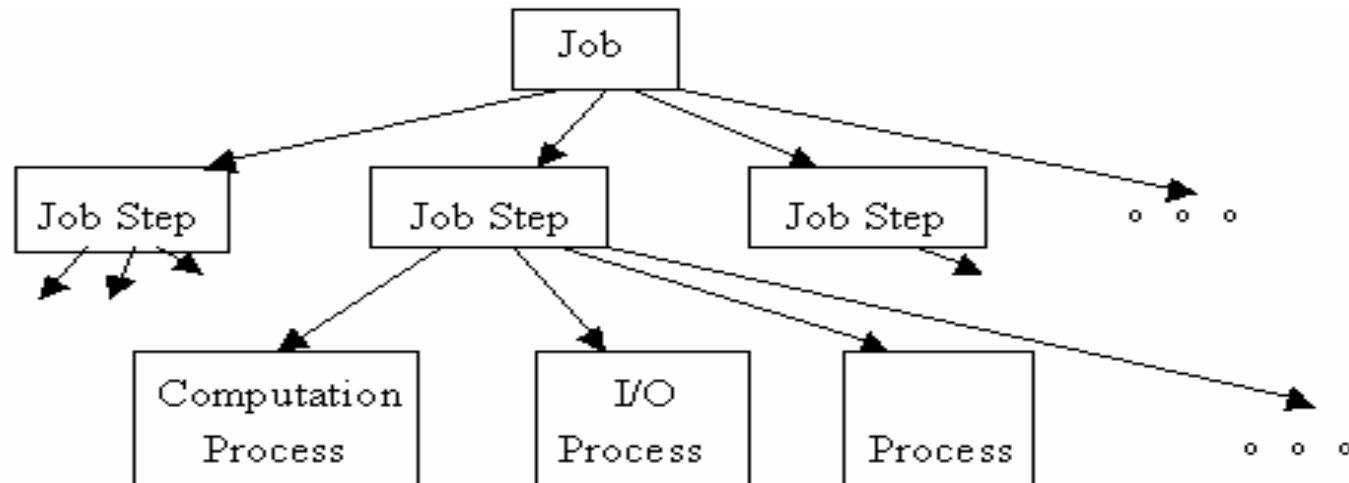 Job
Job Step
Job Step
Job Step
Computation
Process
I/O
Process
Process